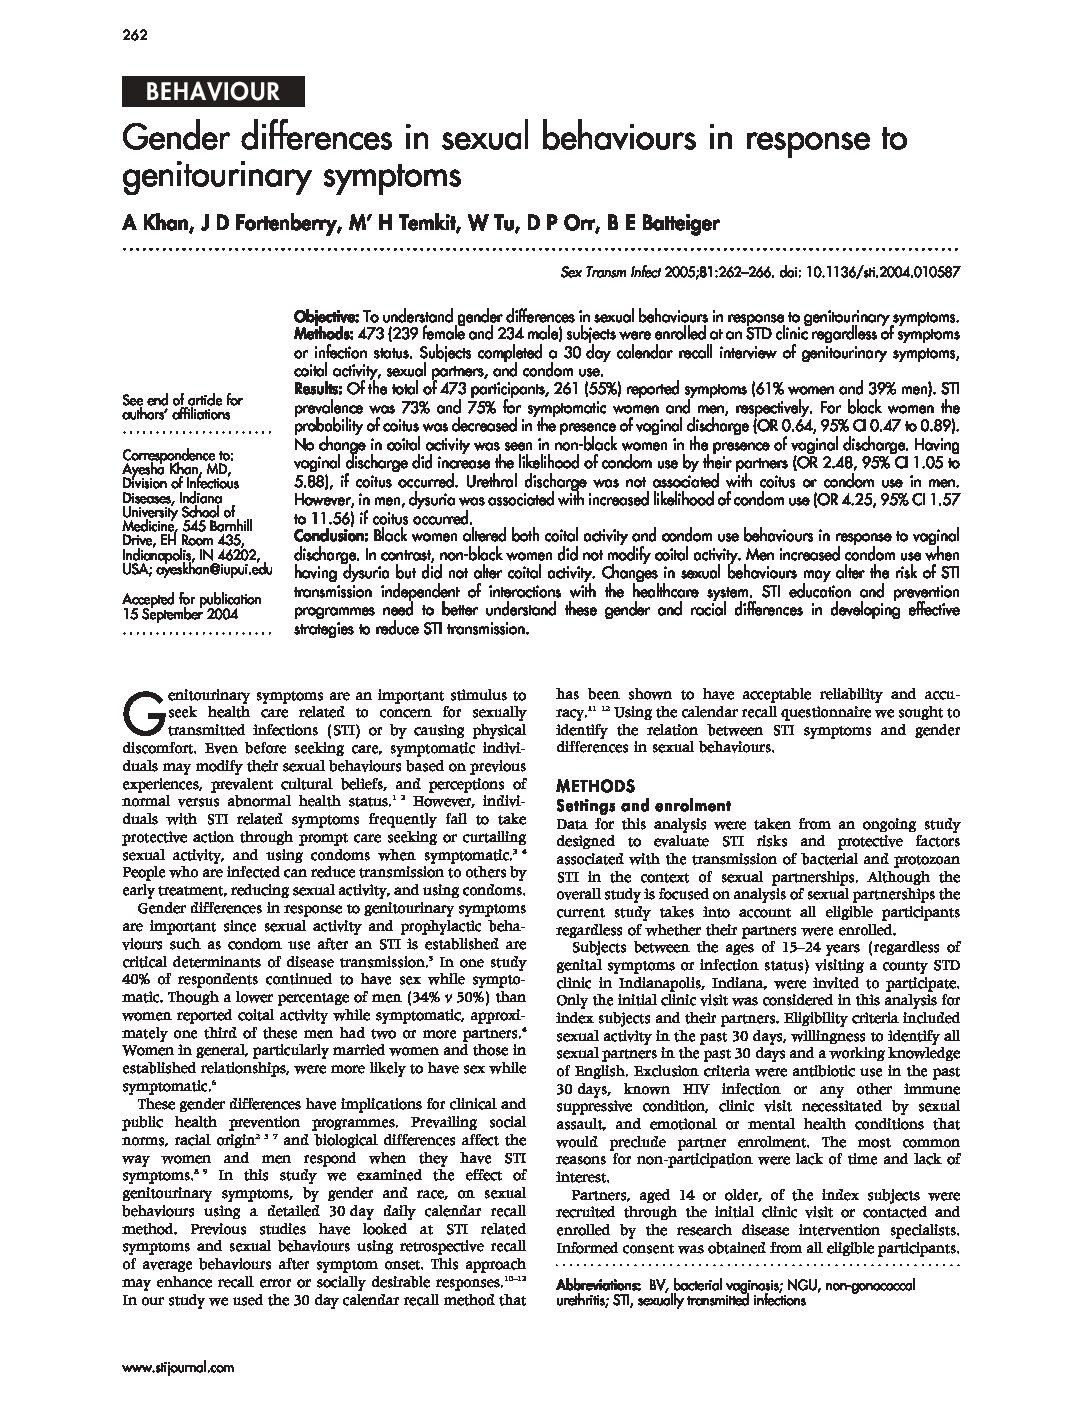 262
BEHAVIOUR
Gender differences in sexual behaviours in response to
genitourinary symptoms
A Khan, J D Fortenberry, M' H Temkit, W Tu, D P Orr, B E Batteiger
Sex Transm Infect 2005;81:262–266. doi: 10.1136/sti.2004.010587
See end of article for
authors' affiliations
Correspondence to:
Ayesha Khan, MD,
Division of Infectious
Diseases, Indiana
University School of
Medicine, 545 Barnhill
Drive, EH Room 435,
Indianapolis, IN 46202,
USA; ayeskhan@iupui.edu
Accepted for publication
15 September 2004
Objective: To understand gender differences in sexual behaviours in response to genitourinary symptoms.
Methods: 473 (239 female and 234 male) subjects were enrolled at an STD clinic regardless of symptoms
or infection status. Subjects completed a 30 day calendar recall interview of genitourinary symptoms,
coital activity, sexual partners, and condom use.
Results: Of the total of 473 participants, 261 (55%) reported symptoms (61% women and 39% men). STI
prevalence was 73% and 75% for symptomatic women and men, respectively. For black women the
probability of coitus was decreased in the presence of vaginal discharge (OR 0.64, 95% CI 0.47 to 0.89).
No change in coital activity was seen in non-black women in the presence of vaginal discharge. Having
vaginal discharge did increase the likelihood of condom use by their partners (OR 2.48, 95% CI 1.05 to
5.88), if coitus occurred. Urethral discharge was not associated with coitus or condom use in men.
However, in men, dysuria was associated with increased likelihood of condom use (OR 4.25, 95% CI 1.57
to 11.56) if coitus occurred.
Conclusion: Black women altered both coital activity and condom use behaviours in response to vaginal
discharge. In contrast, non-black women did not modify coital activity. Men increased condom use when
having dysuria but did not alter coital activity. Changes in sexual behaviours may alter the risk of STI
transmission independent of interactions with the healthcare system. STI education and prevention
programmes need to better understand these gender and racial differences in developing effective
strategies to reduce STI transmission.
Genitourinary symptoms are an important stimulus to
seek health care related to concern for sexually
transmitted infections (STI) or by causing physical
discomfort. Even before seeking care, symptomatic indivi-
duals may modify their sexual behaviours based on previous
experiences, prevalent cultural beliefs, and perceptions of
normal versus abnormal health status.1 2 However, indivi-
duals with STI related symptoms frequently fail to take
protective action through prompt care seeking or curtailing
sexual activity, and using condoms when symptomatic.3 4
People who are infected can reduce transmission to others by
early treatment, reducing sexual activity, and using condoms.
Gender differences in response to genitourinary symptoms
are important since sexual activity and prophylactic beha-
viours such as condom use after an STI is established are
critical determinants of disease transmission.5 In one study
40% of respondents continued to have sex while sympto-
matic. Though a lower percentage of men (34% v 50%) than
women reported coital activity while symptomatic, approxi-
mately one third of these men had two or more partners.4
Women in general, particularly married women and those in
established relationships, were more likely to have sex while
symptomatic.6
These gender differences have implications for clinical and
public health prevention programmes. Prevailing social
norms, racial origin2 3 7 and biological differences affect the
way women and men respond when they have STI
symptoms.8 9 In this study we examined the effect of
genitourinary symptoms, by gender and race, on sexual
behaviours using a detailed 30 day daily calendar recall
method. Previous studies have looked at STI related
symptoms and sexual behaviours using retrospective recall
of average behaviours after symptom onset. This approach
may enhance recall error or socially desirable responses.10–12
In our study we used the 30 day calendar recall method that
has been shown to have acceptable reliability and accu-
racy.11 12 Using the calendar recall questionnaire we sought to
identify the relation between STI symptoms and gender
differences in sexual behaviours.
METHODS
Settings and enrolment
Data for this analysis were taken from an ongoing study
designed to evaluate STI risks and protective factors
associated with the transmission of bacterial and protozoan
STI in the context of sexual partnerships. Although the
overall study is focused on analysis of sexual partnerships the
current study takes into account all eligible participants
regardless of whether their partners were enrolled.
Subjects between the ages of 15–24 years (regardless of
genital symptoms or infection status) visiting a county STD
clinic in Indianapolis, Indiana, were invited to participate.
Only the initial clinic visit was considered in this analysis for
index subjects and their partners. Eligibility criteria included
sexual activity in the past 30 days, willingness to identify all
sexual partners in the past 30 days and a working knowledge
of English. Exclusion criteria were antibiotic use in the past
30 days, known HIV infection or any other immune
suppressive condition, clinic visit necessitated by sexual
assault, and emotional or mental health conditions that
would preclude partner enrolment. The most common
reasons for non-participation were lack of time and lack of
interest.
Partners, aged 14 or older, of the index subjects were
recruited through the initial clinic visit or contacted and
enrolled by the research disease intervention specialists.
Informed consent was obtained from all eligible participants.
Abbreviations: BV, bacterial vaginosis; NGU, non-gonococcal
urethritis; STI, sexually transmitted infections
www.stijournal.com